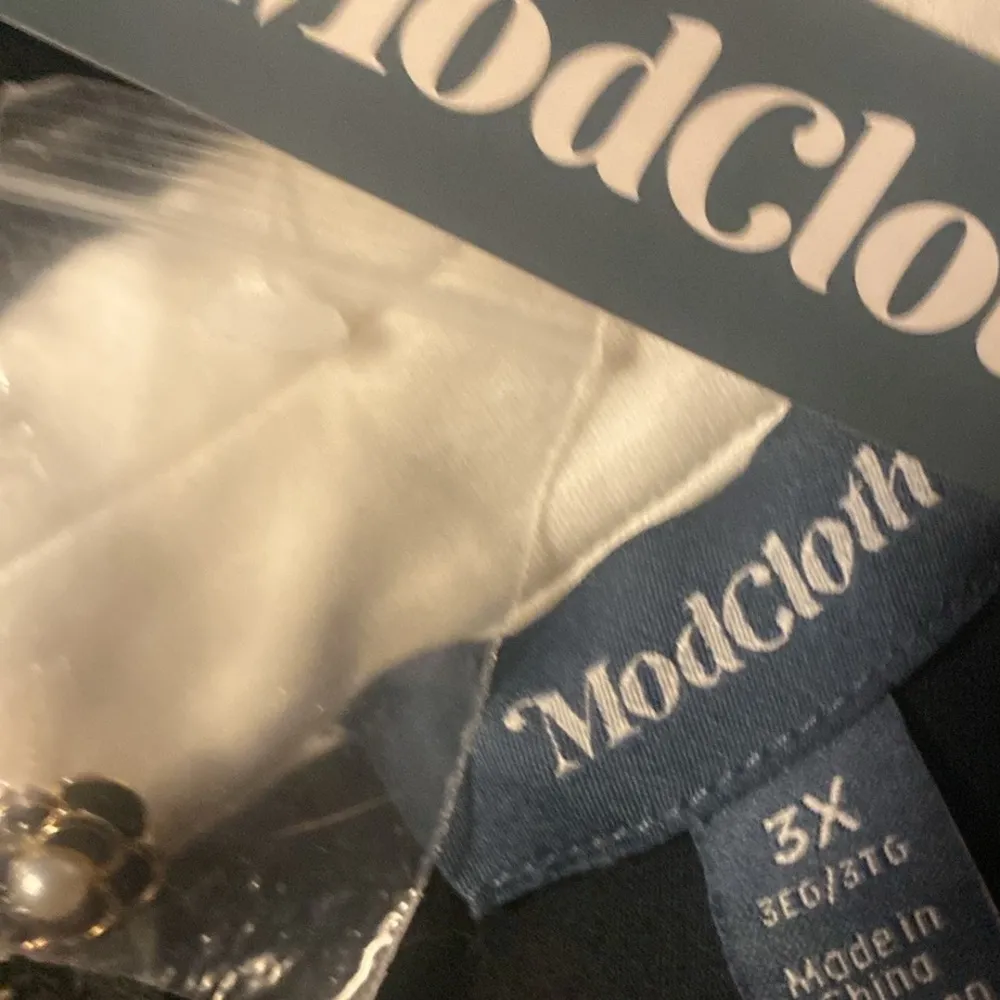 ModClo
ModCloth
3X
3EG/3TG
Made in
China